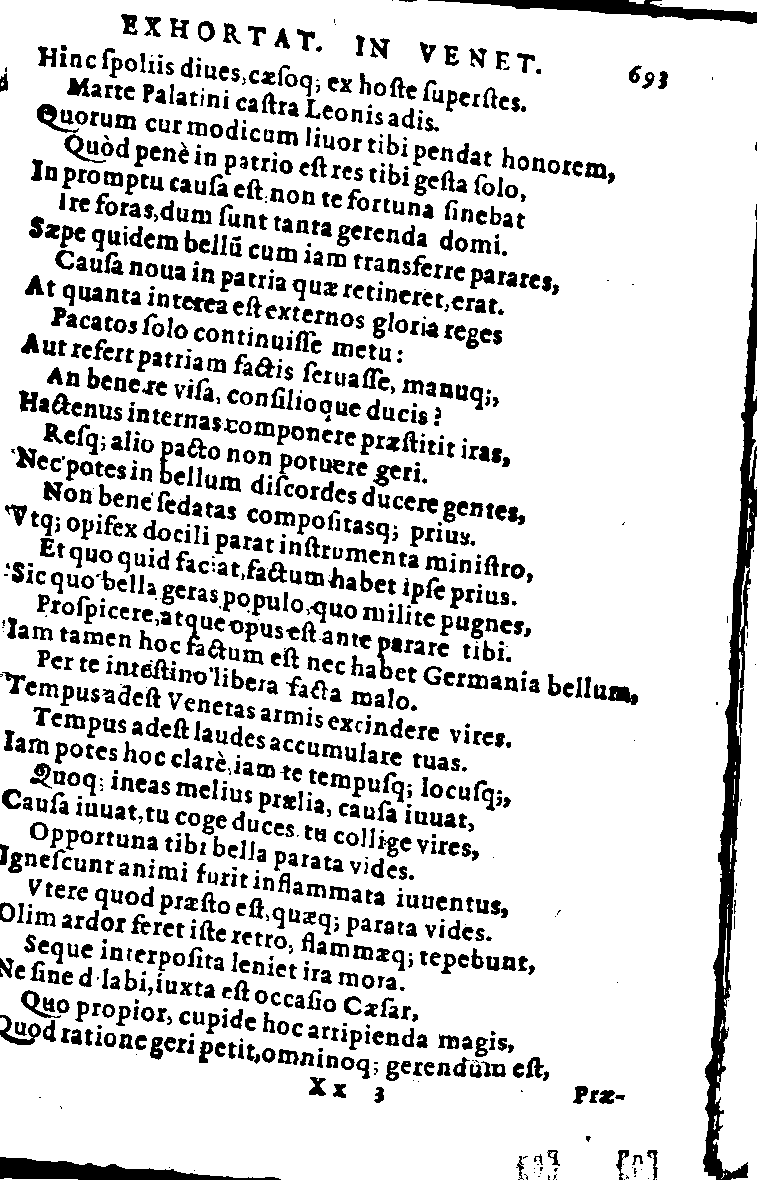 EXHORTAT. IN VENET. 693
Hinc ſpoliis diues, cæſoq; ex hoſte ſuperſtes.
Marte Palatini caſtra Leonis adis.
Quorum cur modicum liuor tibi pendat honorem,
Quòd penè in patrio eſt res tibi geſta ſolo,
In promptu cauſa eſt, non te fortuna ſinebat
Ire foras, dum ſunt tanta gerenda domi.
Sæpe quidem bellũ cum iam transferre parares,
Cauſa noua in patria quæ retineret, erat.
At quanta interea eſt externos gloria reges
Pacatos ſolo continuiſſe metu:
Aut refert patriam factis ſeruaſſe, manuq;,
An bene re viſa, conſilioque ducis?
Hactenus internas componere præſtitit iras,
Reſq; alio pacto non potuere geri.
Nec potes in bellum diſcordes ducere gentes,
Non bene ſedatas compoſitasq; prius.
Vtq; opifex docili parat inſtrumenta miniſtro,
Et quo quid faciat, factum habet ipſe prius.
Sic quo bella geras populo, quo milite pugnes,
Proſpicere, atque opus eſt ante parare tibi.
Iam tamen hoc factum eſt nec habet Germania bellum,
Per te inteſtino libera facta malo.
Tempus adeſt Venetas armis excindere vires.
Tempus adeſt laudes accumulare tuas.
Iam potes hoc clarè, iam te tempuſq; locuſq;,
Quoq; ineas melius prælia, cauſa iuuat,
Cauſa iuuat, tu coge duces, tu collige vires,
Opportuna tibi bella parata vides.
Igneſcunt animi furit inflammata iuuentus,
Vtere quod præſto eſt, quæq; parata vides.
Olim ardor feret iſte retro, flammæq; tepebunt,
Seque interpoſita leniet ira mora.
Ne ſine d labi, iuxta eſt occaſio Cæſar,
Quo propior, cupide hoc arripienda magis,
Quod ratione geri petit, omninoq; gerendum eſt,
Xx 3 Præ-